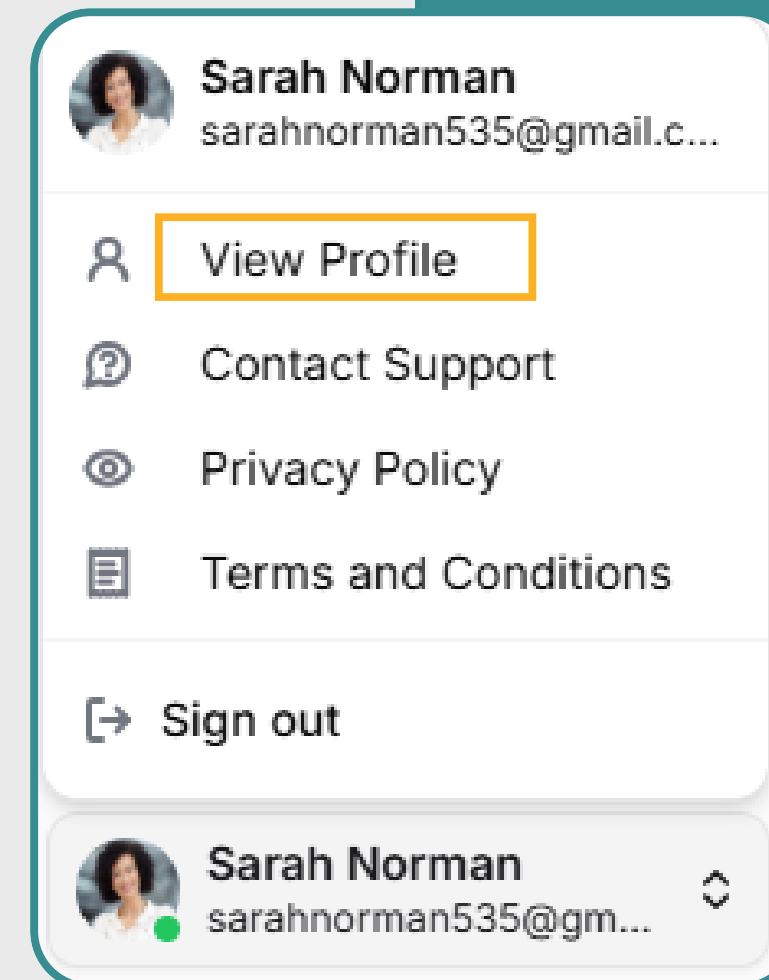 Sarah Norman
sarahnorman535@gmail.c...
View Profile
Contact Support
Privacy Policy
Terms and Conditions
Sign out
Sarah Norman
sarahnorman535@gm...